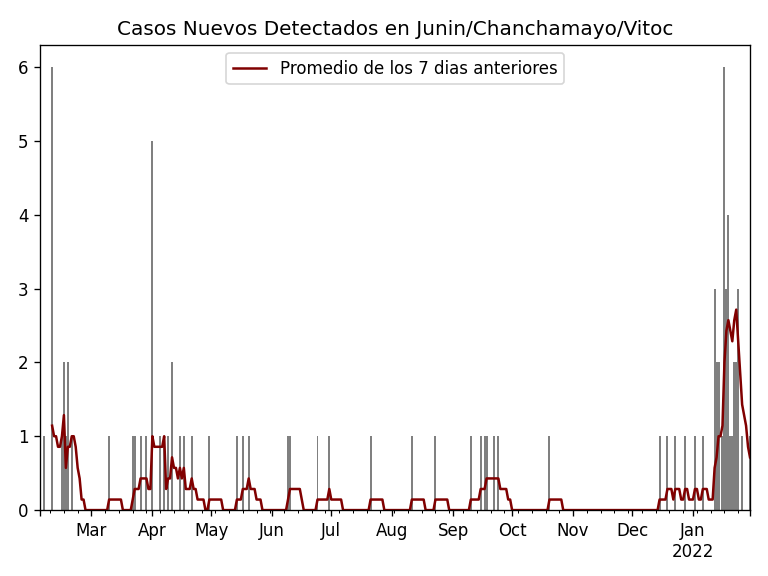 Casos Nuevos Detectados en Junin/Chanchamayo/Vitoc
Promedio de los 7 dias anteriores
6
5
4
3
2
1
0
Mar Apr May Jun Jul Aug Sep Oct Nov Dec Jan
2022